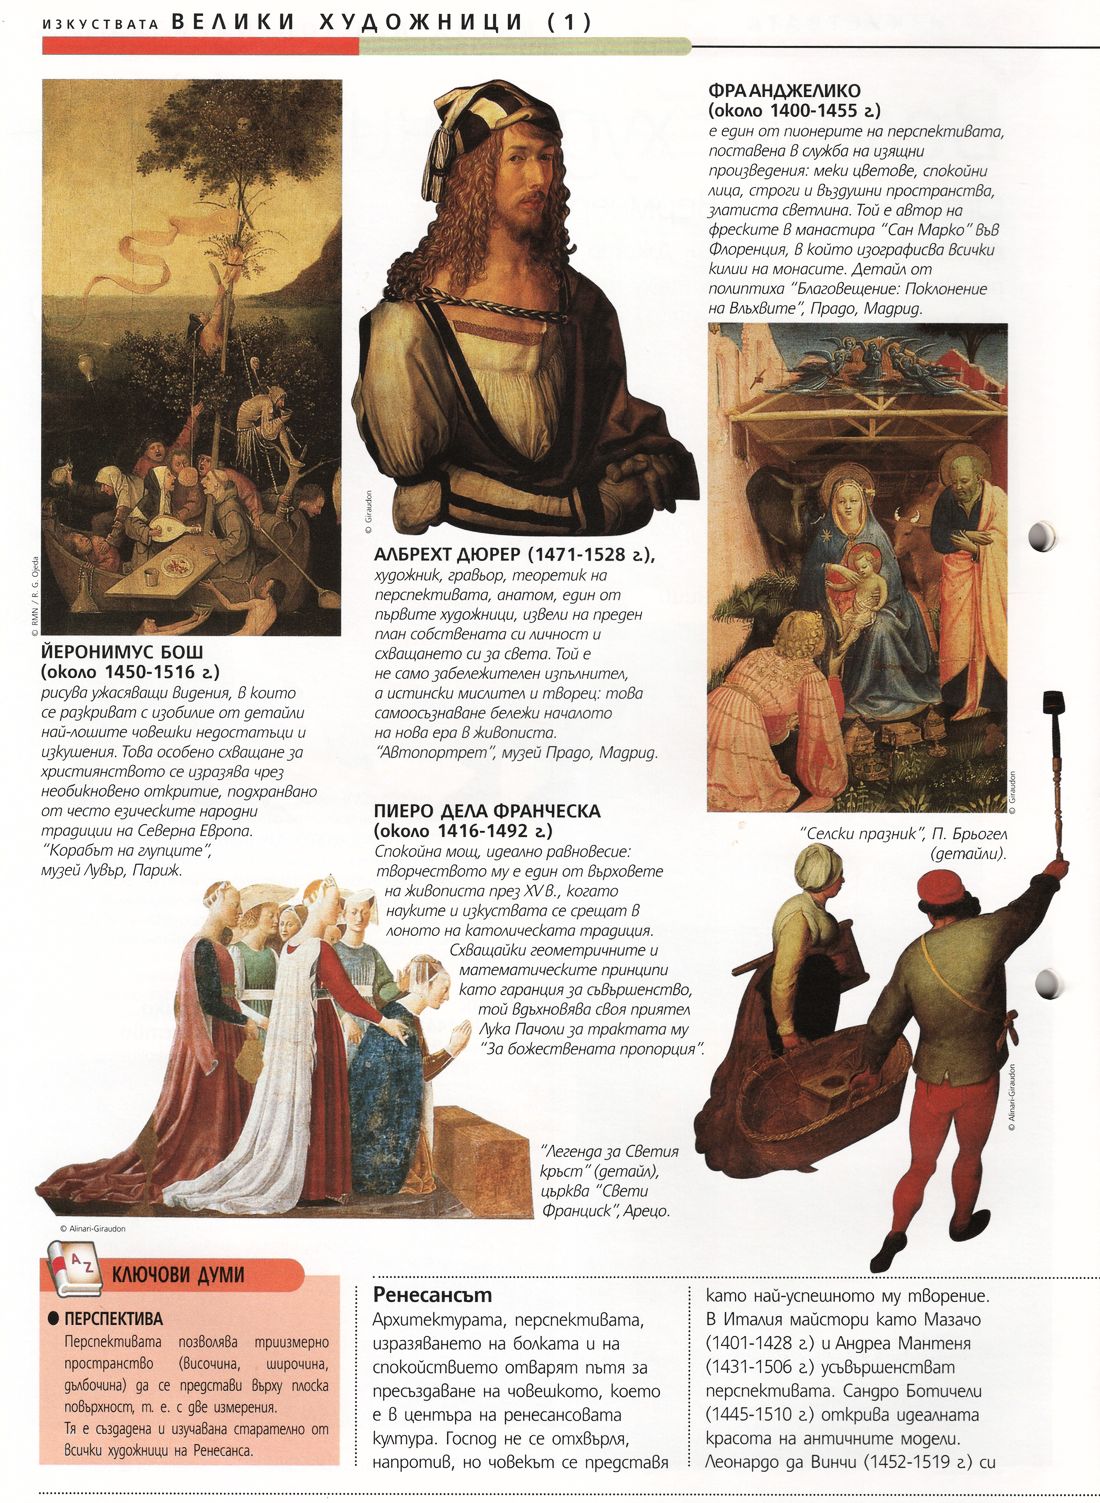 ИЗКУСТВАТА ВЕЛИКИ ХУДОЖНИЦИ (1)
© RMN / R. G. Ojeda
ЙЕРОНИМУС БОШ
(около 1450-1516 г.)
рисува ужасяващи видения, в които
се разкриват с изобилие от детайли
най-лошите човешки недостатъци и
изкушения. Това особено схващане за
християнството се изразява чрез
необикновено откритие, подхранвано
от често езическите народни
традиции на Северна Европа.
“Корабът на глупците”,
музей Лувър, Париж.
© Giraudon
АЛБРЕХТ ДЮРЕР (1471-1528 г.),
художник, гравьор, теоретик на
перспективата, анатом, един от
първите художници, извели на преден
план собствената си личност и
схващането си за света. Той е
не само забележителен изпълнител,
а истински мислител и творец: това
самоосъзнаване бележи началото
на нова ера в живописта.
“Автопортрет”, музей Прадо, Мадрид.
ФРА АНДЖЕЛИКО
(около 1400-1455 г.)
е един от пионерите на перспективата,
поставена в служба на изящни
произведения: меки цветове, спокойни
лица, строги и въздушни пространства,
златиста светлина. Той е автор на
фреските в манастира “Сан Марко” във
Флоренция, в който изографисва всички
килии на монасите. Детайл от
полиптиха “Благовещение: Поклонение
на Влъхвите”, Прадо, Мадрид.
© Giraudon
ПИЕРО ДЕЛА ФРАНЧЕСКА
(около 1416-1492 г.)
Спокойна мощ, идеално равновесие:
творчеството му е един от върховете
на живописта през XV в., когато
науките и изкуствата се срещат в
лоното на католическата традиция.
Схващайки геометричните и
математическите принципи
като гаранция за съвършенство,
той вдъхновява своя приятел
Лука Пачоли за трактата му
“За божествената пропорция”.
“Легенда за Светия
кръст” (детайл),
църква “Свети
Франциск”, Арецо.
© Alinari-Giraudon
“Селски празник”, П. Брьогел
(детайли).
© Alinari-Giraudon
A Z
КЛЮЧОВИ ДУМИ
● ПЕРСПЕКТИВА
Перспективата позволява триизмерно
пространство (височина, широчина,
дълбочина) да се представи върху плоска
повърхност, т. е. с две измерения.
Тя е създадена и изучавана старателно от
всички художници на Ренесанса.
Ренесансът
Архитектурата, перспективата,
изразяването на болката и на
спокойствието отварят пътя за
пресъздаване на човешкото, което
е в центъра на ренесансовата
култура. Господ не се отхвърля,
напротив, но човекът се представя
като най-успешното му творение.
В Италия майстори като Мазачо
(1401-1428 г.) и Андреа Мантеня
(1431-1506 г.) усъвършенстват
перспективата. Сандро Ботичели
(1445-1510 г.) открива идеалната
красота на античните модели.
Леонардо да Винчи (1452-1519 г.) си